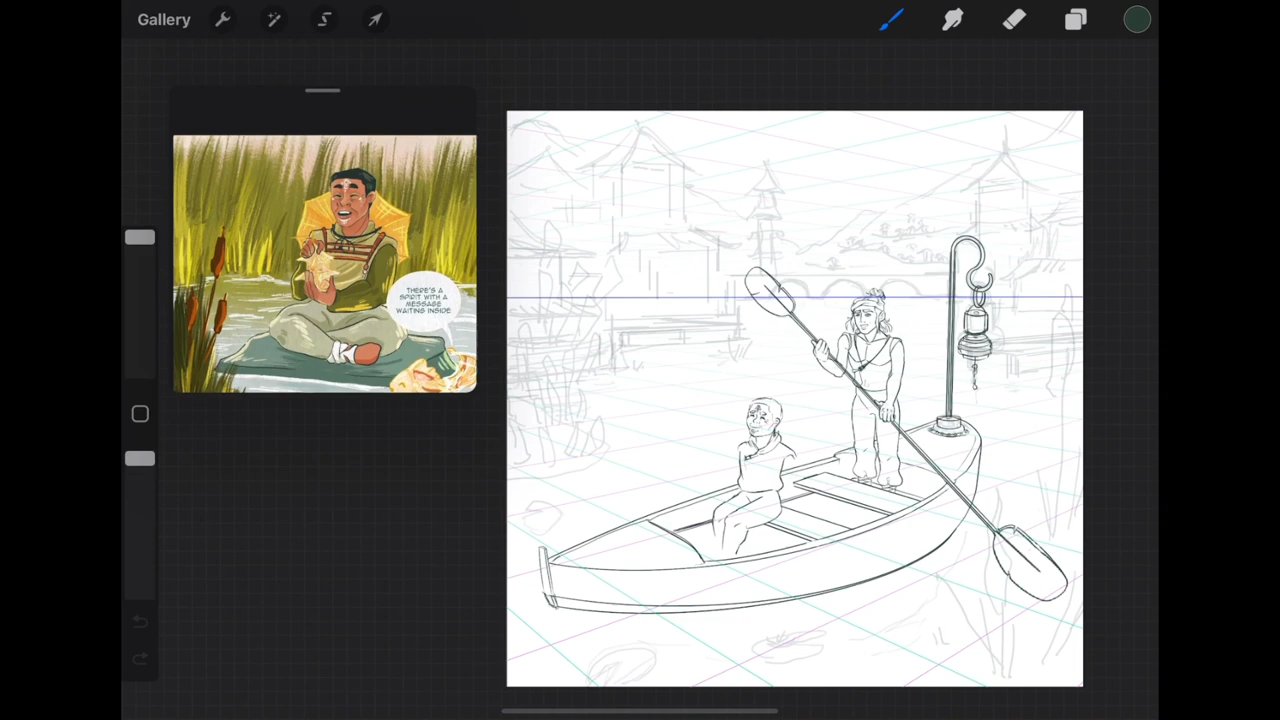 Gallery
THERE'S A
SPIRIT WITH A
MESSAGE
WAITING INSIDE